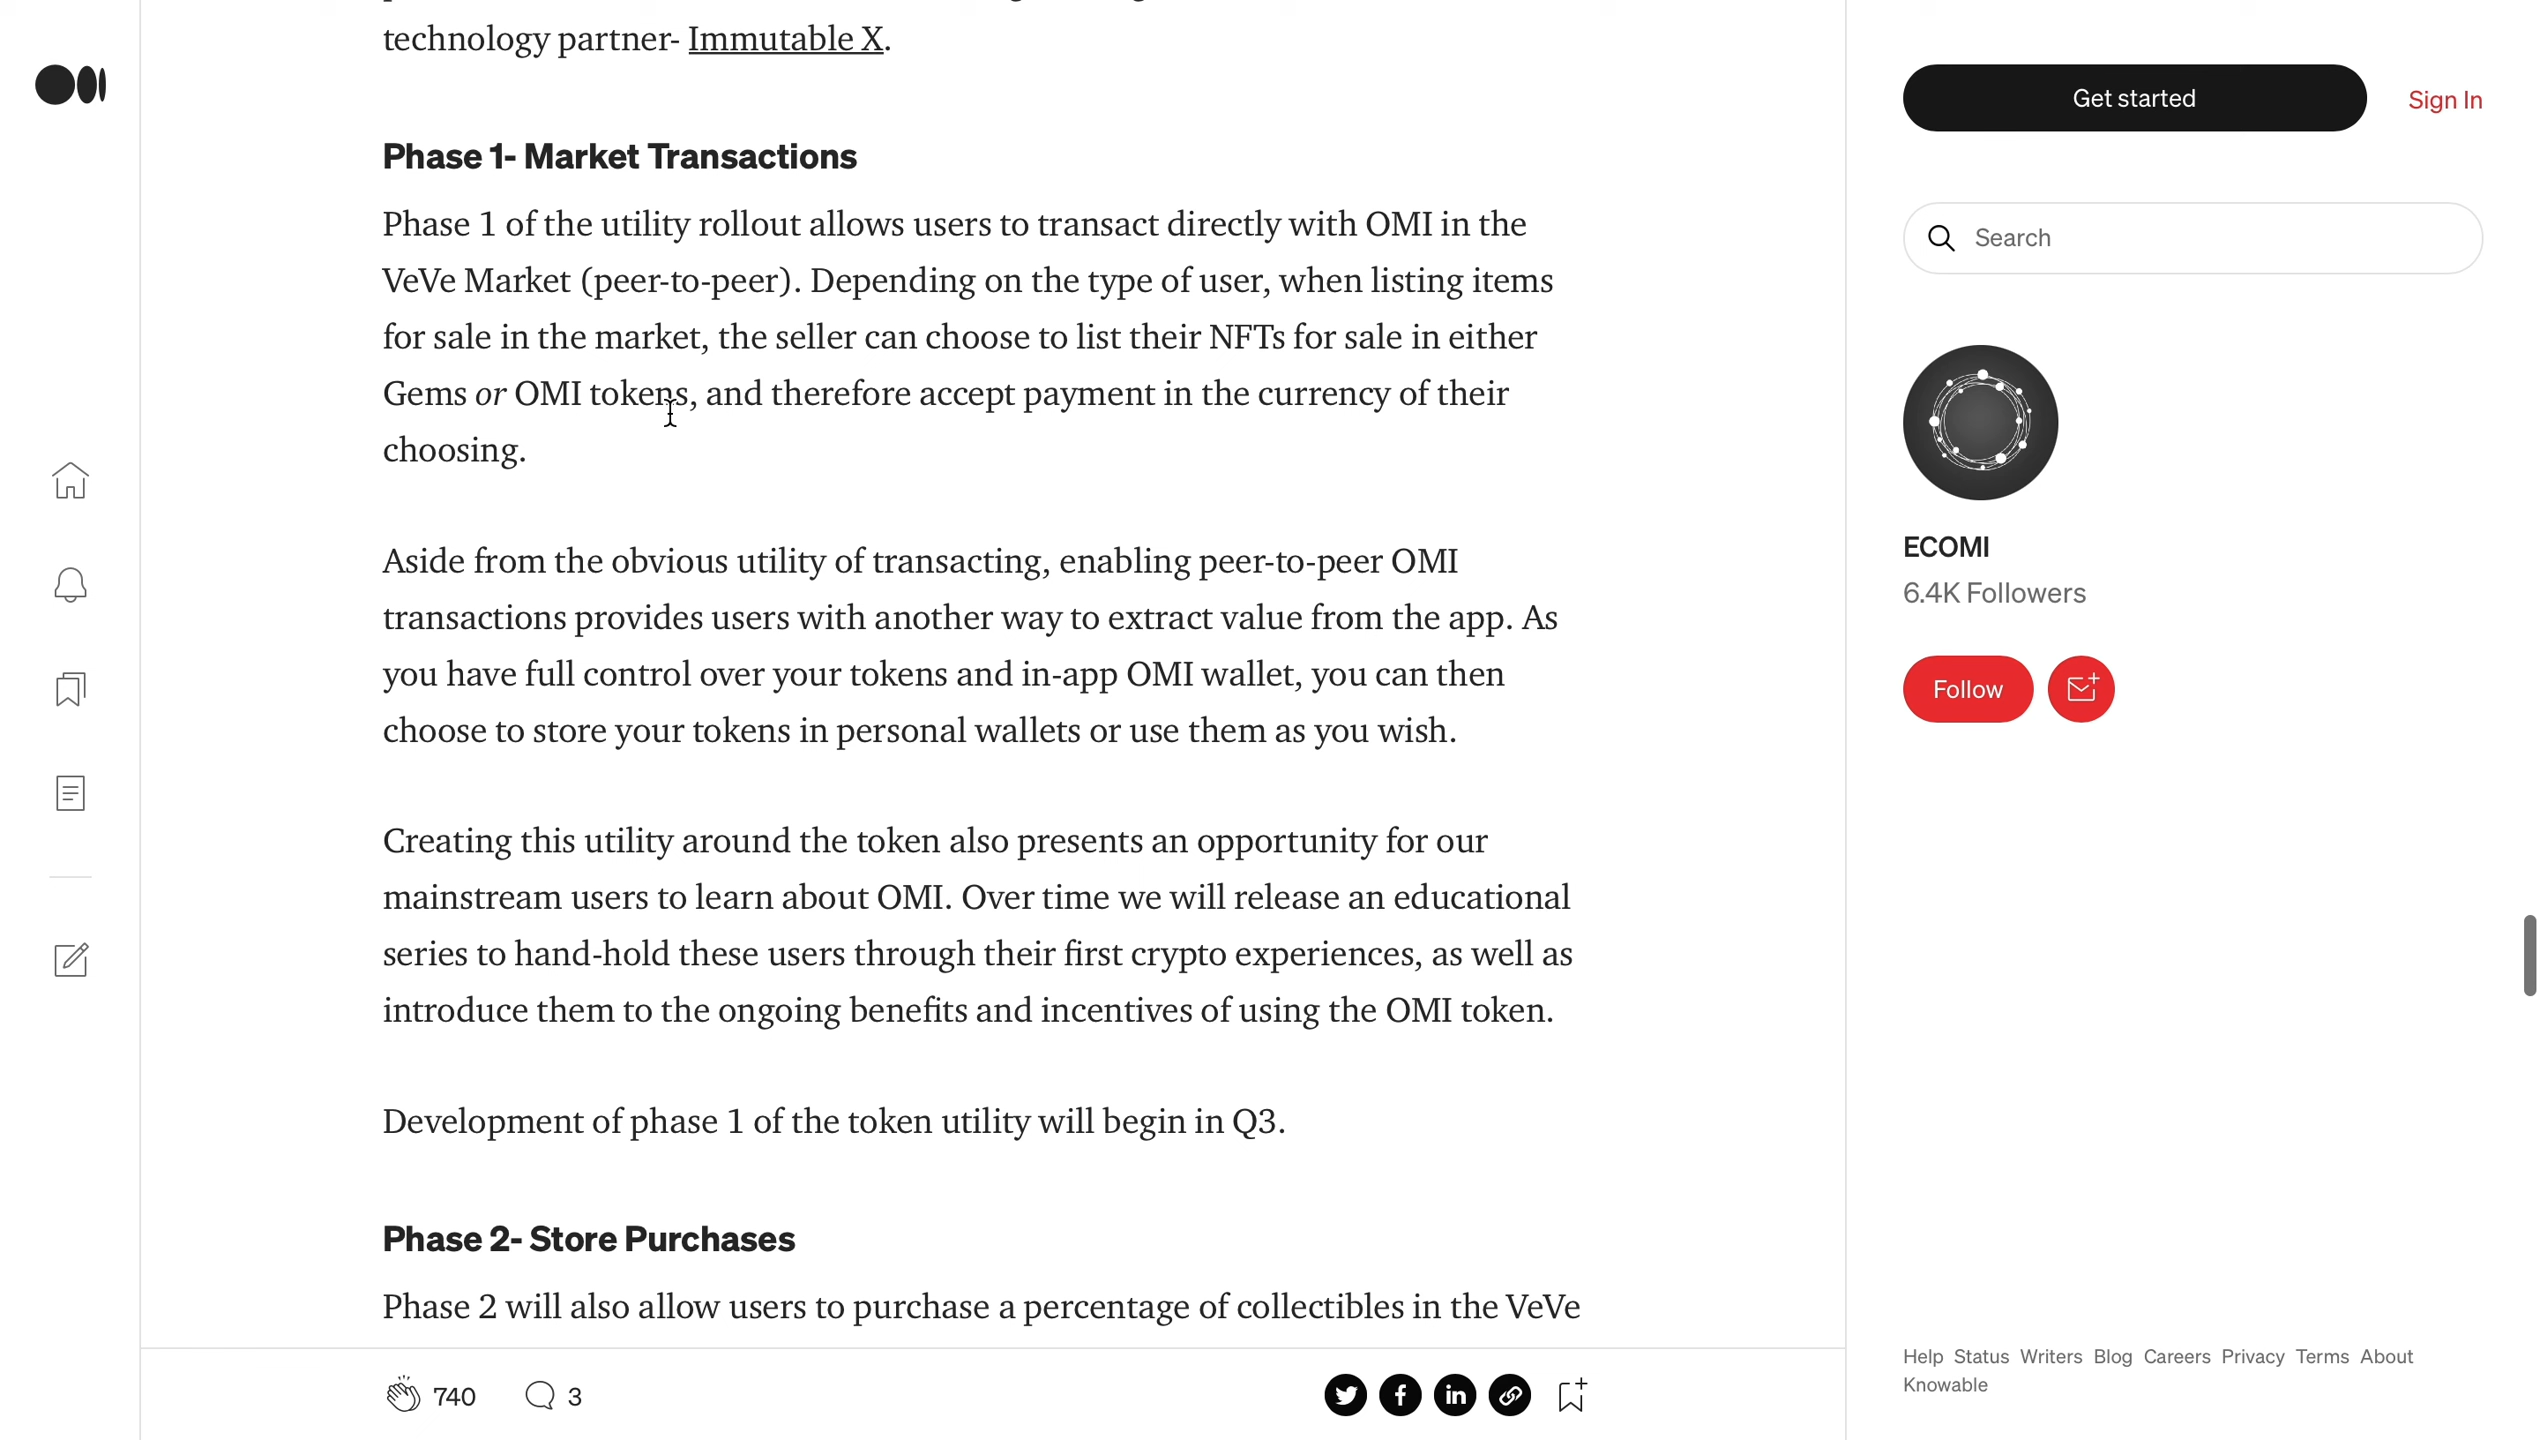 technology partner- Immutable X.
Phase 1- Market Transactions
Phase 1 of the utility rollout allows users to transact directly with OMI in the
VeVe Market (peer-to-peer). Depending on the type of user, when listing items
for sale in the market, the seller can choose to list their NFTs for sale in either
Gems or OMI tokens, and therefore accept payment in the currency of their
choosing.
Aside from the obvious utility of transacting, enabling peer-to-peer OMI
transactions provides users with another way to extract value from the app. As
you have full control over your tokens and in-app OMI wallet, you can then
choose to store your tokens in personal wallets or use them as you wish.
Creating this utility around the token also presents an opportunity for our
mainstream users to learn about OMI. Over time we will release an educational
series to hand-hold these users through their first crypto experiences, as well as
introduce them to the ongoing benefits and incentives of using the OMI token.
Development of phase 1 of the token utility will begin in Q3.
Phase 2- Store Purchases
Phase 2 will also allow users to purchase a percentage of collectibles in the VeVe
740 3
Get started Sign In
Search
ECOMI
6.4K Followers
Follow
Help Status Writers Blog Careers Privacy Terms About
Knowable